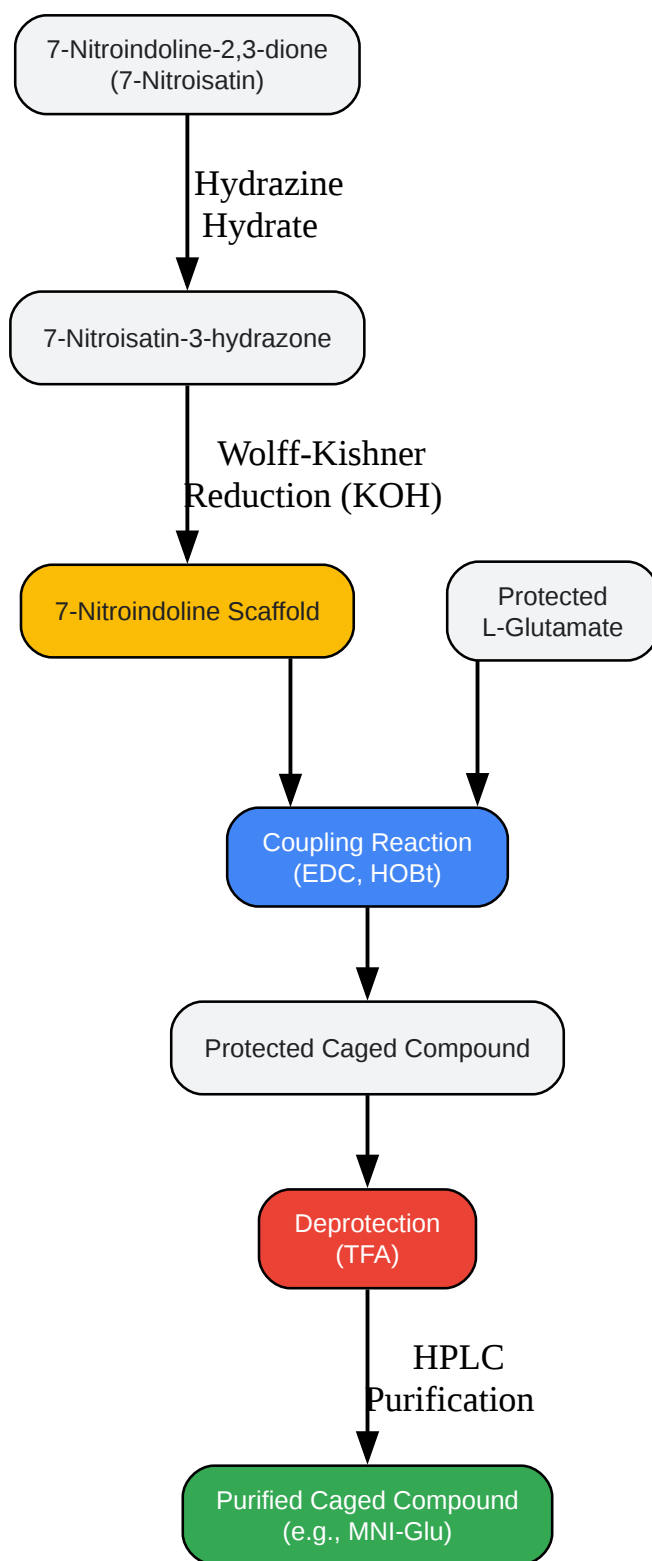 7-Nitroindoline-2,3-dione
(7-Nitroisatin)
Hydrazine
Hydrate
7-Nitroisatin-3-hydrazone
Wolff-Kishner
Reduction (KOH)
7-Nitroindoline Scaffold
Protected
L-Glutamate
Coupling Reaction
(EDC, HOBt)
Protected Caged Compound
Deprotection
(TFA)
HPLC
Purification
Purified Caged Compound
(e.g., MNI-Glu)